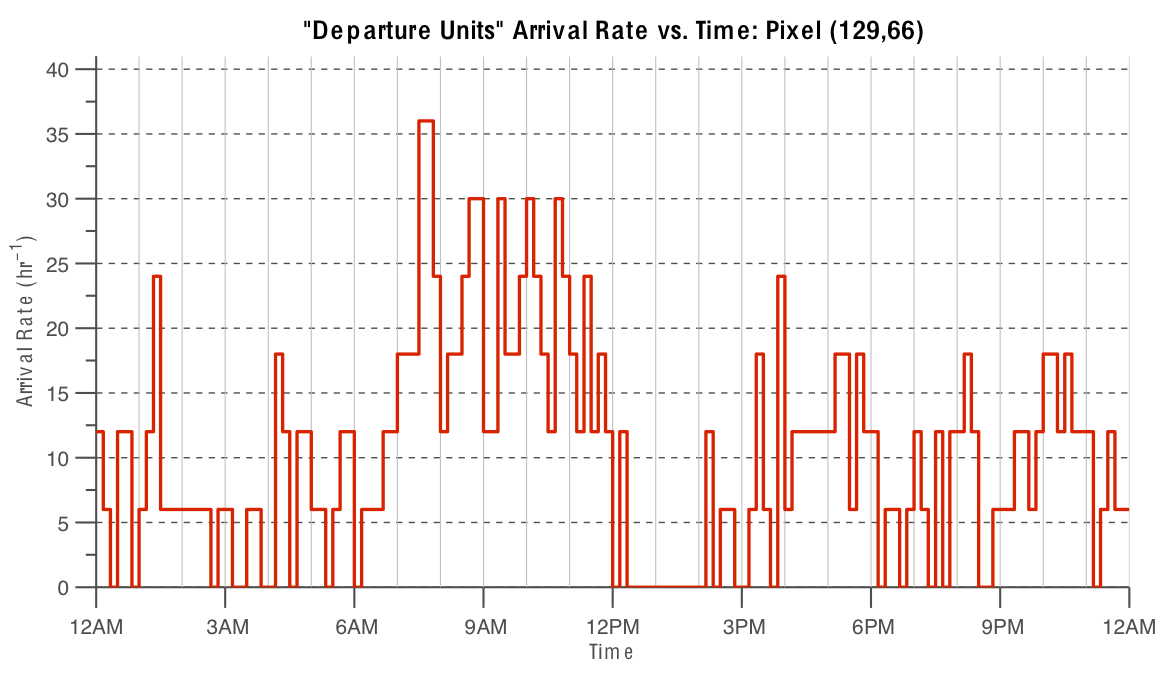 "Departure Units" Arrival Rate vs. Time: Pixel (129,66)
40
35
30
25
20
15
10
5
0
Arrival Rate (hr⁻¹)
12AM 3AM 6AM 9AM 12PM 3PM 6PM 9PM 12AM
Time